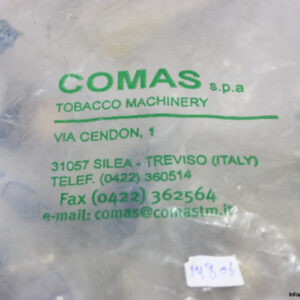 COMAS s.p.a
TOBACCO MACHINERY
VIA CENDON, 1
31057 SILEA - TREVISO (ITALY)
TELEF. (0422) 360514
Fax (0422) 362564
e-mail: comas@comastm.it